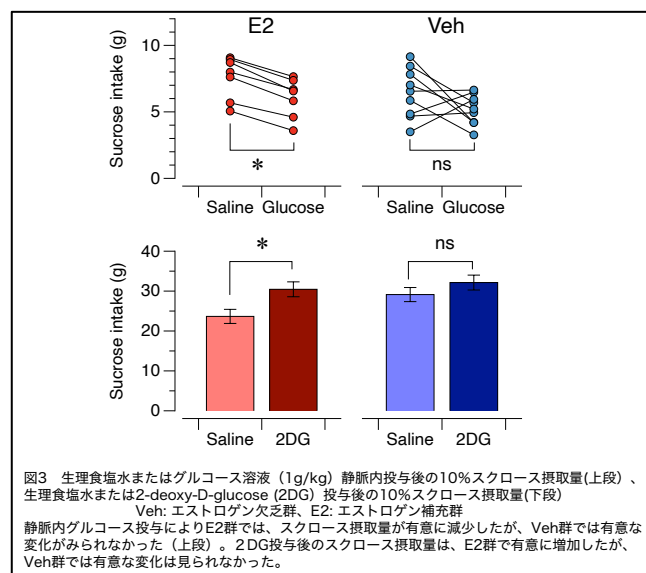 E2
Veh
Sucrose intake (g)
10
5
0
*
ns
Saline Glucose
Saline Glucose
Sucrose intake (g)
40
30
20
10
0
*
ns
Saline 2DG
Saline 2DG
図3 生理食塩水またはグルコース溶液（1g/kg）静脈内投与後の10%スクロース摂取量(上段)、
生理食塩水または2-deoxy-D-glucose (2DG) 投与後の10%スクロース摂取量(下段)
Veh: エストロゲン欠乏群、E2: エストロゲン補充群
静脈内グルコース投与によりE2群では、スクロース摂取量が有意に減少したが、Veh群では有意な
変化がみられなかった（上段）。２DG投与後のスクロース摂取量は、E2群で有意に増加したが、
Veh群では有意な変化は見られなかった。